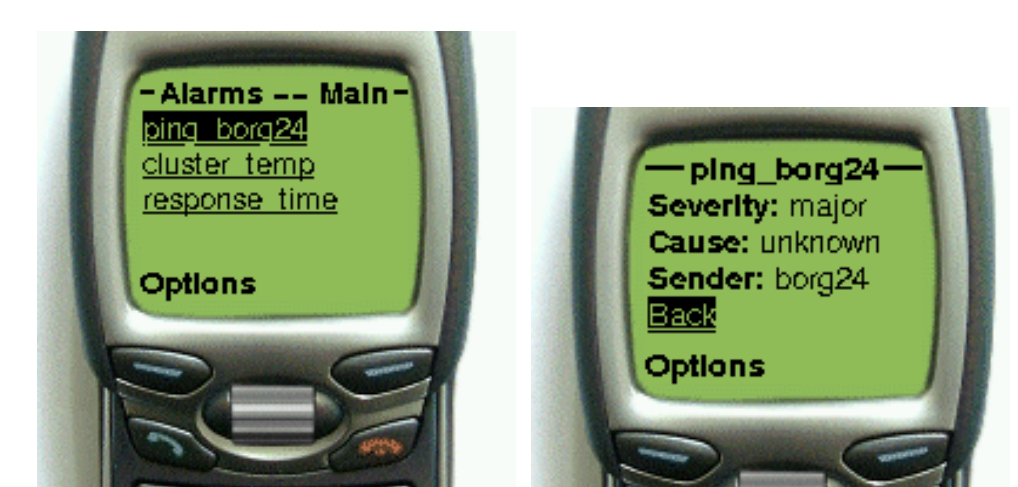 Alarms -- Main
ping_borg24
cluster_temp
response_time
Options
ping_borg24
Severity: major
Cause: unknown
Sender: borg24
Back
Options